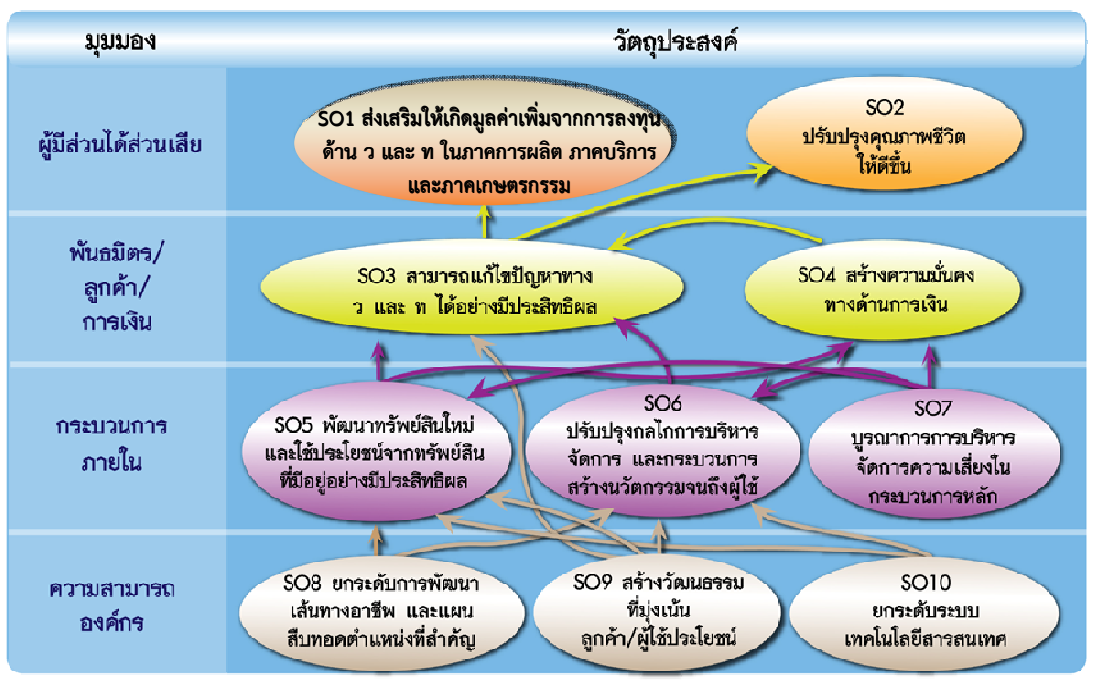 มุมมอง
วัตถุประสงค์
ผู้มีส่วนได้ส่วนเสีย
SO1 ส่งเสริมให้เกิดมูลค่าเพิ่มจากการลงทุน
ด้าน ว และ ท ในภาคการผลิต ภาคบริการ
และภาคเกษตรกรรม
SO2
ปรับปรุงคุณภาพชีวิต
ให้ดีขึ้น
พันธมิตร/
ลูกค้า/
การเงิน
SO3 สามารถแก้ไขปัญหาทาง
ว และ ท ได้อย่างมีประสิทธิผล
SO4 สร้างความมั่นคง
ทางด้านการเงิน
กระบวนการ
ภายใน
SO5 พัฒนาทรัพย์สินใหม่
และใช้ประโยชน์จากทรัพย์สิน
ที่มีอยู่อย่างมีประสิทธิผล
SO6
ปรับปรุงกลไกการบริหาร
จัดการ และกระบวนการ
สร้างนวัตกรรมจนถึงผู้ใช้
SO7
บูรณาการการบริหาร
จัดการความเสี่ยงใน
กระบวนการหลัก
ความสามารถ
องค์กร
SO8 ยกระดับการพัฒนา
เส้นทางอาชีพ และแผน
สืบทอดตำแหน่งที่สำคัญ
SO9 สร้างวัฒนธรรม
ที่มุ่งเน้น
ลูกค้า/ผู้ใช้ประโยชน์
SO10
ยกระดับระบบ
เทคโนโลยีสารสนเทศ